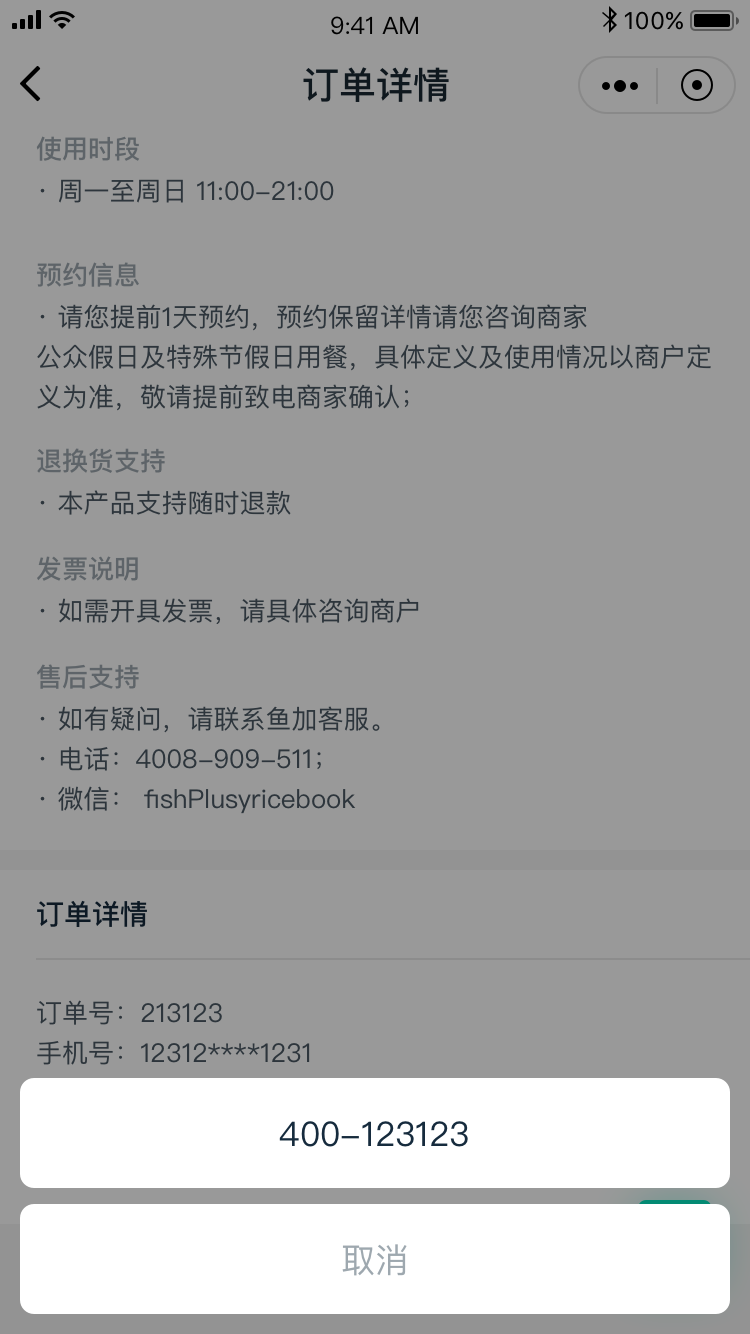 9:41 AM 100%
订单详情
使用时段
· 周一至周日 11:00-21:00
预约信息
· 请您提前1天预约，预约保留详情请您咨询商家
公众假日及特殊节假日用餐，具体定义及使用情况以商户定
义为准，敬请提前致电商家确认；
退换货支持
· 本产品支持随时退款
发票说明
· 如需开具发票，请具体咨询商户
售后支持
· 如有疑问，请联系鱼加客服。
· 电话：4008-909-511；
· 微信： fishPlusyricebook
订单详情
订单号：213123
手机号：12312****1231
400-123123
取消